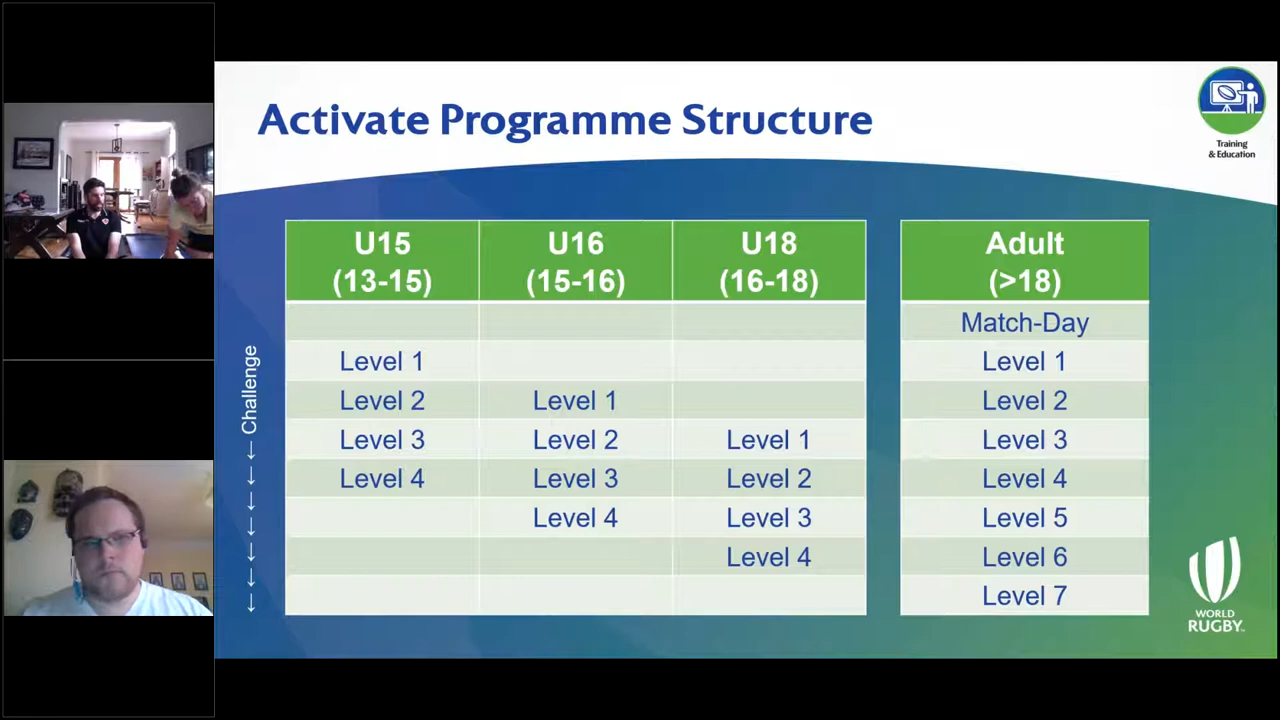 Activate Programme Structure
Training
& Education
U15 U16 U18 Adult
(13-15) (15-16) (16-18) (>18)
Match-Day
Level 1 Level 1
Level 2 Level 1 Level 2
Level 3 Level 2 Level 1 Level 3
Level 4 Level 3 Level 2 Level 4
Level 4 Level 3 Level 5
Level 4 Level 6
Level 7
← ← ← ← ← ← ← Challenge
WORLD
RUGBY™